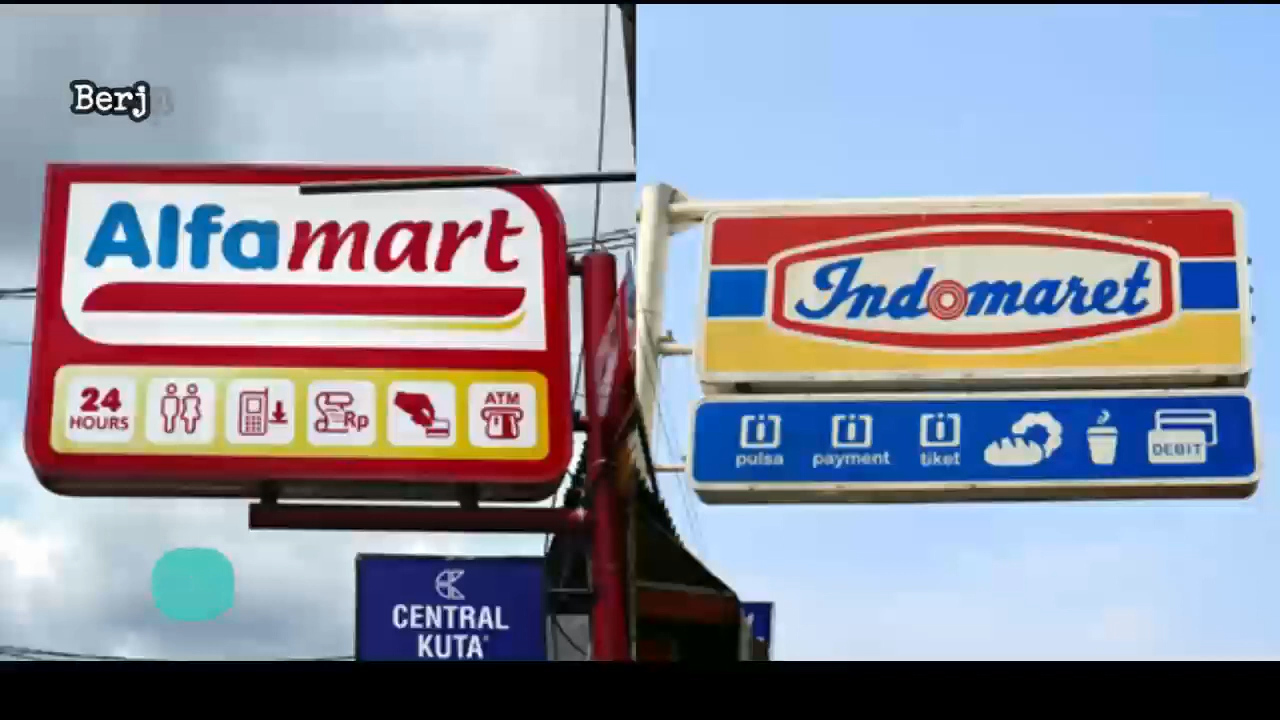 Berj
Alfamart
24
HOURS
Rp
ATM
CENTRAL
KUTA
Indomaret
pulsa
payment
tiket
DEBIT